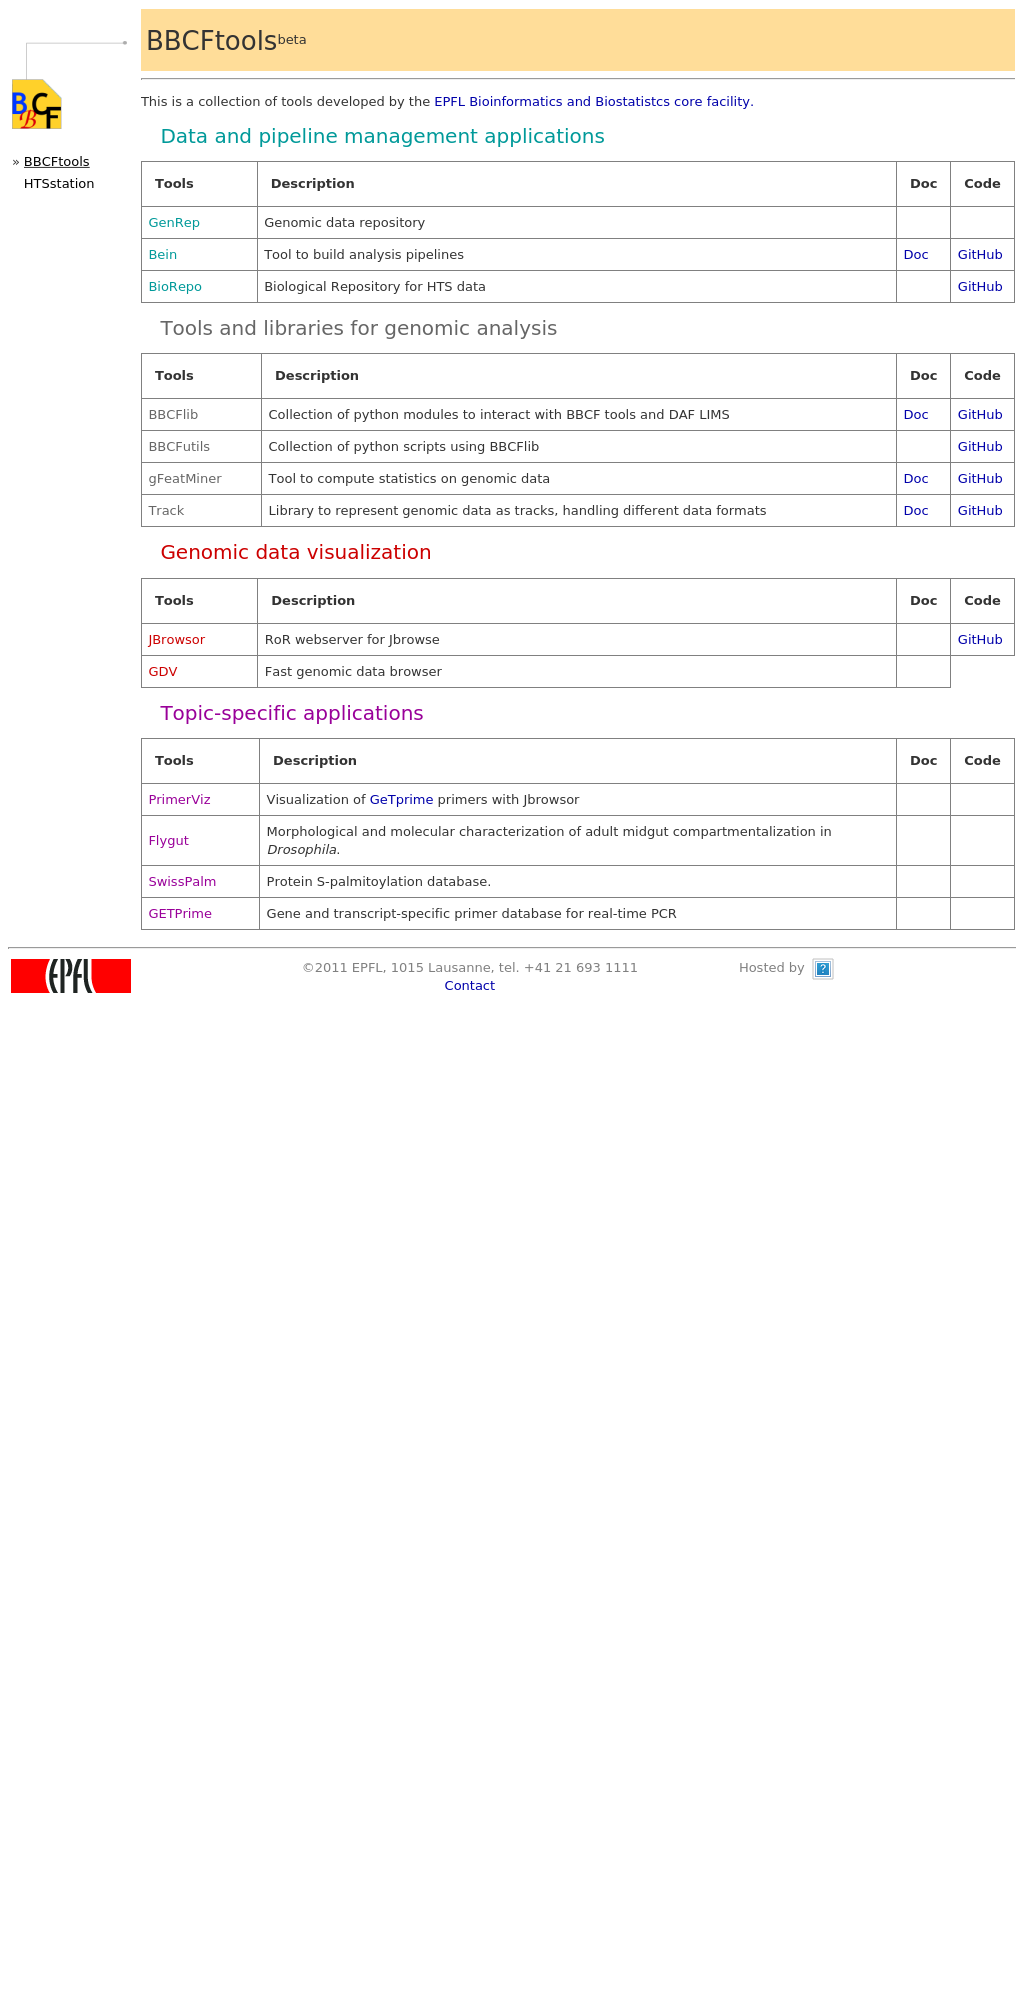 BBCFtoolsbeta
BCF
B
» BBCFtools
HTSstation
This is a collection of tools developed by the EPFL Bioinformatics and Biostatistcs core facility.
Data and pipeline management applications
Tools Description Doc Code
GenRep Genomic data repository
Bein Tool to build analysis pipelines Doc GitHub
BioRepo Biological Repository for HTS data GitHub
Tools and libraries for genomic analysis
Tools Description Doc Code
BBCFlib Collection of python modules to interact with BBCF tools and DAF LIMS Doc GitHub
BBCFutils Collection of python scripts using BBCFlib GitHub
gFeatMiner Tool to compute statistics on genomic data Doc GitHub
Track Library to represent genomic data as tracks, handling different data formats Doc GitHub
Genomic data visualization
Tools Description Doc Code
JBrowsor RoR webserver for Jbrowse GitHub
GDV Fast genomic data browser
Topic-specific applications
Tools Description Doc Code
PrimerViz Visualization of GeTprime primers with Jbrowsor
Flygut Morphological and molecular characterization of adult midgut compartmentalization in
Drosophila.
SwissPalm Protein S-palmitoylation database.
GETPrime Gene and transcript-specific primer database for real-time PCR
EPFL ©2011 EPFL, 1015 Lausanne, tel. +41 21 693 1111 Hosted by ?
Contact